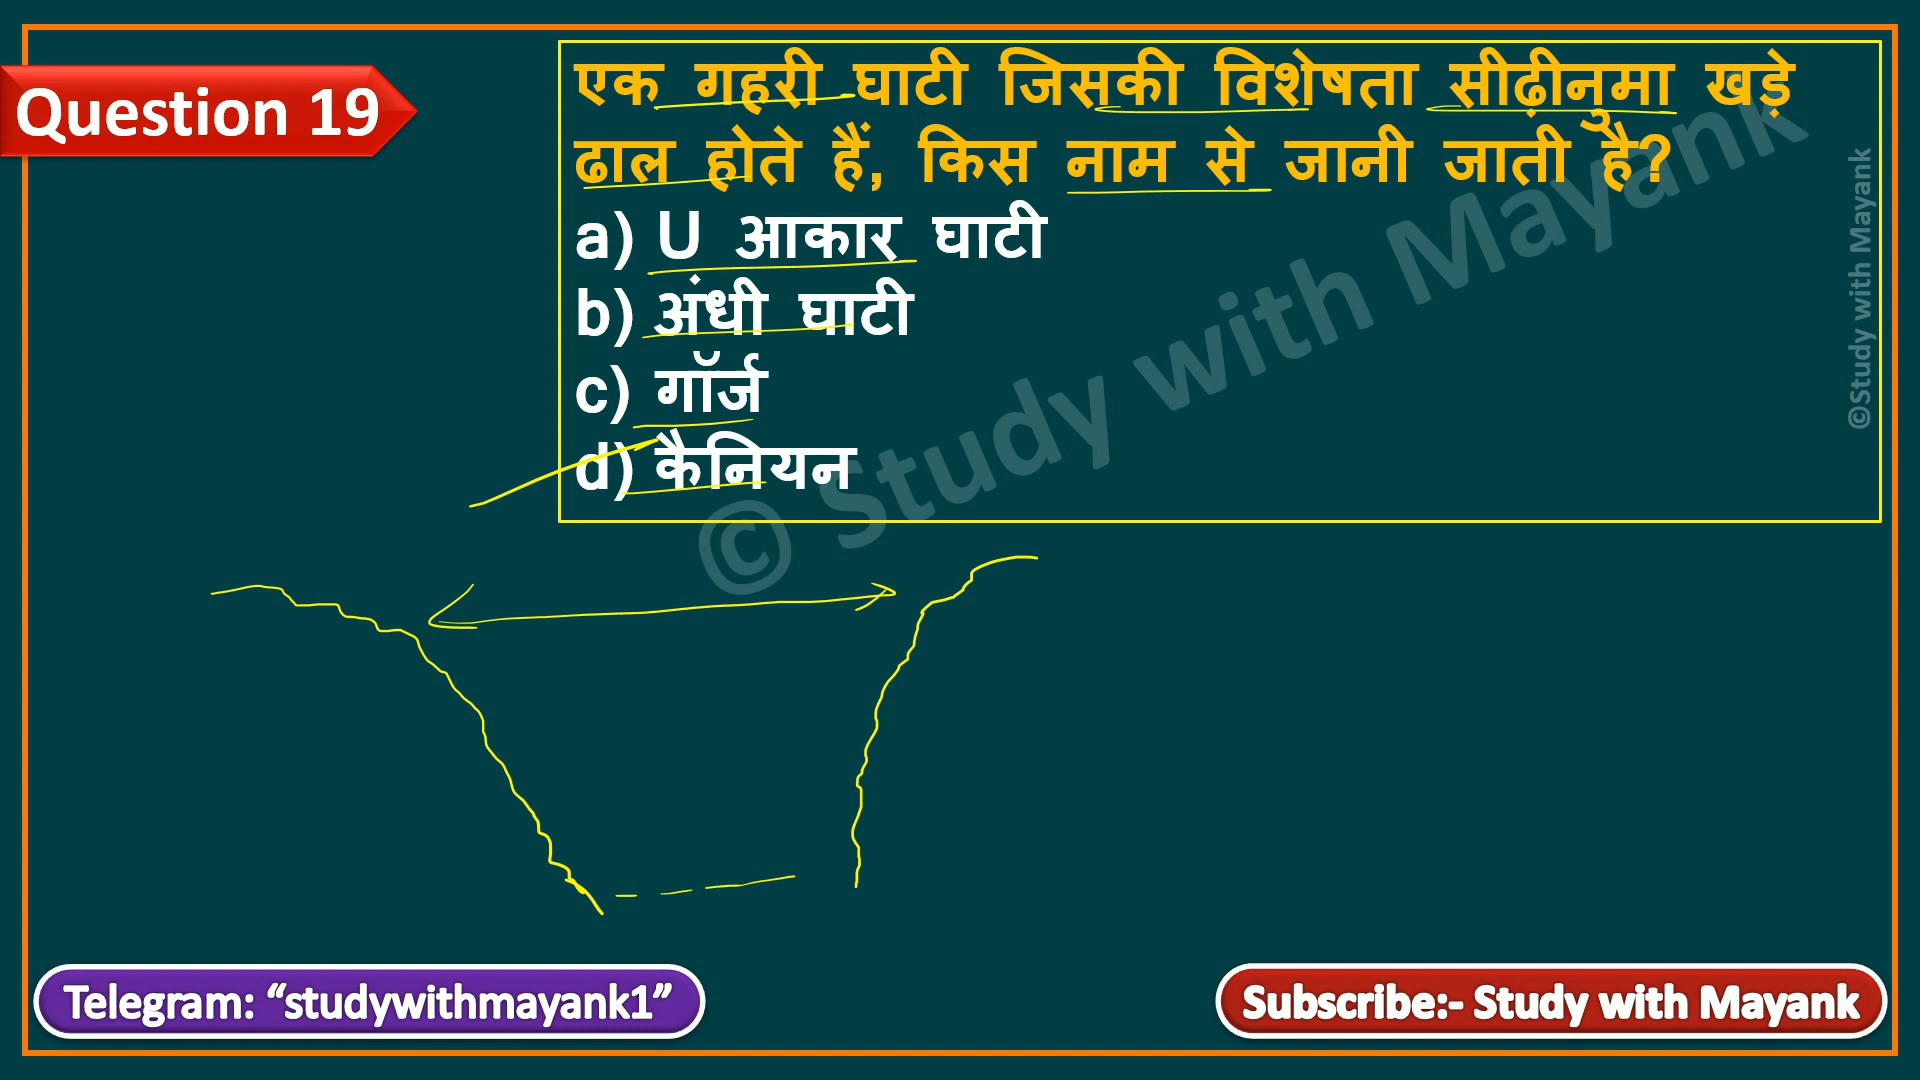 Question 19
एक गहरी घाटी जिसकी विशेषता सीढ़ीनुमा खड़े
ढाल होते हैं, किस नाम से जानी जाती है?
a) U आकार घाटी
b) अंधी घाटी
c) गॉर्ज
d) कैनियन
© Study with Mayank
©Study with Mayank
Telegram: “studywithmayank1”
Subscribe:- Study with Mayank